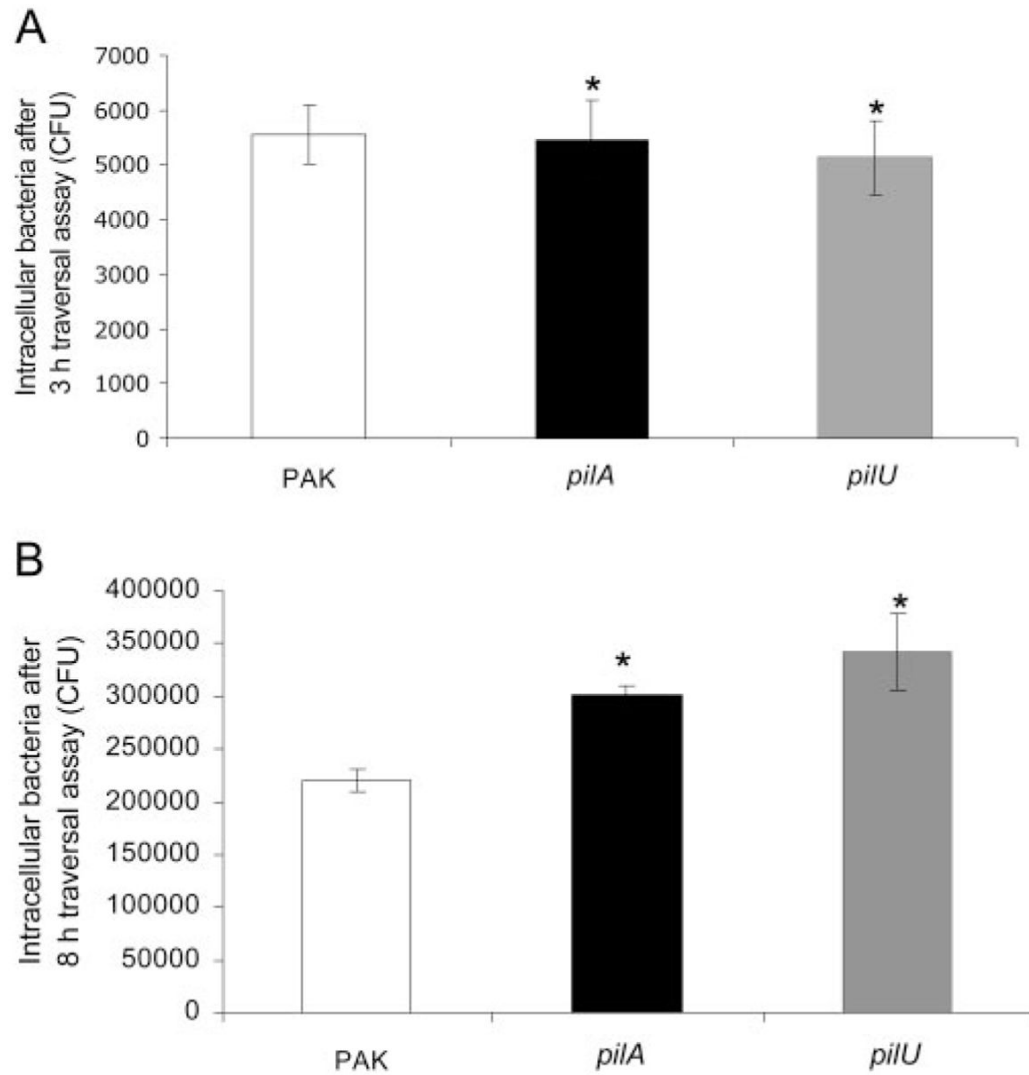 A
Intracellular bacteria after
3 h traversal assay (CFU)
7000
6000
5000
4000
3000
2000
1000
0
*
*
PAK
pilA
pilU
B
Intracellular bacteria after
8 h traversal assay (CFU)
400000
350000
300000
250000
200000
150000
100000
50000
0
*
*
PAK
pilA
pilU